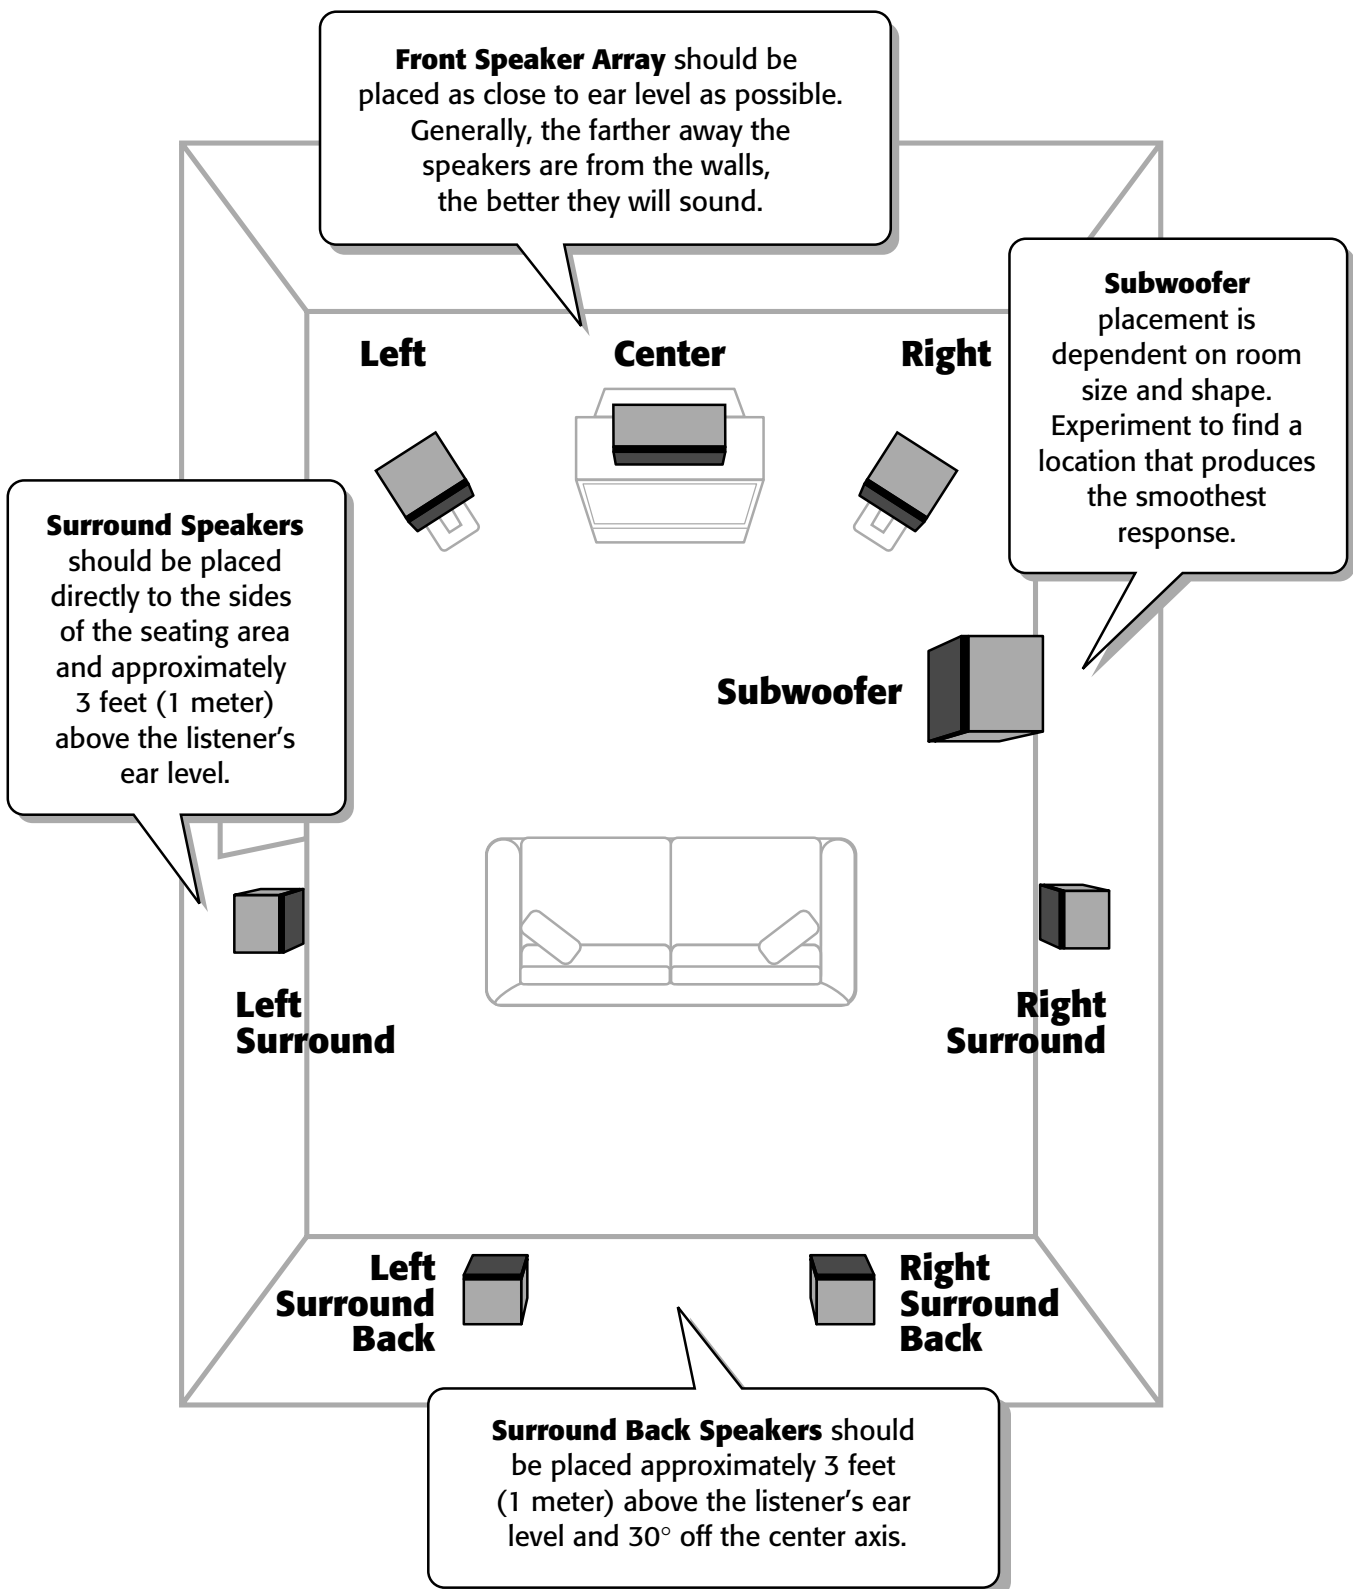 Front Speaker Array should be
placed as close to ear level as possible.
Generally, the farther away the
speakers are from the walls,
the better they will sound.
Subwoofer
placement is
dependent on room
size and shape.
Experiment to find a
location that produces
the smoothest
response.
Left
Center
Right
Surround Speakers
should be placed
directly to the sides
of the seating area
and approximately
3 feet (1 meter)
above the listener's
ear level.
Subwoofer
Left
Surround
Right
Surround
Left
Surround
Back
Right
Surround
Back
Surround Back Speakers should
be placed approximately 3 feet
(1 meter) above the listener's ear
level and 30° off the center axis.